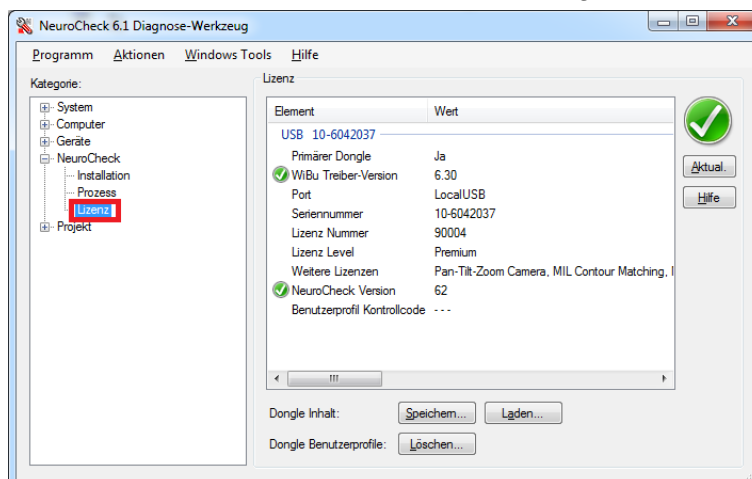 NeuroCheck 6.1 Diagnose-Werkzeug
Programm Aktionen Windows Tools Hilfe
Kategorie:
System
Computer
Geräte
NeuroCheck
Installation
Prozess
Lizenz
Projekt
Lizenz
Element Wert
USB 10-6042037
Primärer Dongle Ja
WiBu Treiber-Version 6.30
Port LocalUSB
Seriennummer 10-6042037
Lizenz Nummer 90004
Lizenz Level Premium
Weitere Lizenzen Pan-Tilt-Zoom Camera, MIL Contour Matching,
NeuroCheck Version 62
Benutzerprofil Kontrollcode - - -
Dongle Inhalt: Speichern... Laden...
Dongle Benutzerprofile: Löschen...
Aktual.
Hilfe